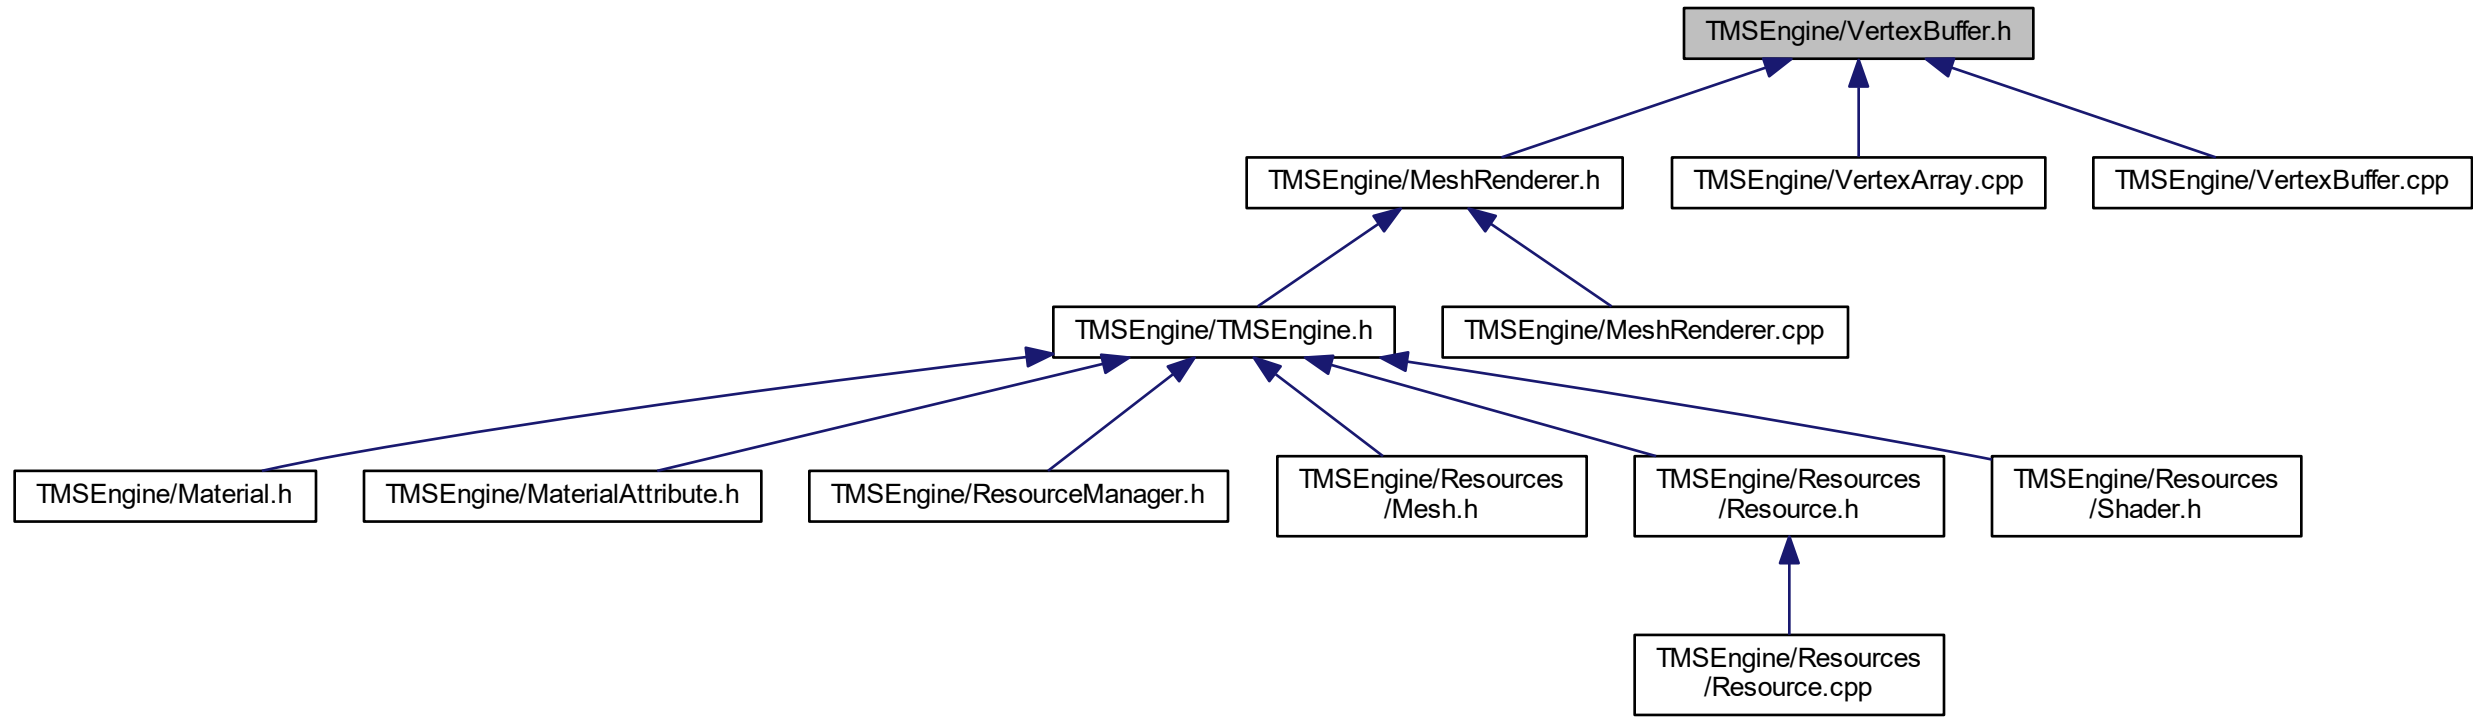 TMSEngine/VertexBuffer.h
TMSEngine/MeshRenderer.h
TMSEngine/VertexArray.cpp
TMSEngine/VertexBuffer.cpp
TMSEngine/TMSEngine.h
TMSEngine/MeshRenderer.cpp
TMSEngine/Material.h
TMSEngine/MaterialAttribute.h
TMSEngine/ResourceManager.h
TMSEngine/Resources
/Mesh.h
TMSEngine/Resources
/Resource.h
TMSEngine/Resources
/Shader.h
TMSEngine/Resources
/Resource.cpp